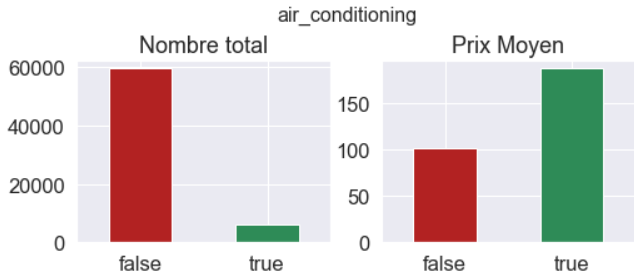 air_conditioning
Nombre total
60000
40000
20000
0
false true
Prix Moyen
150
100
50
0
false true